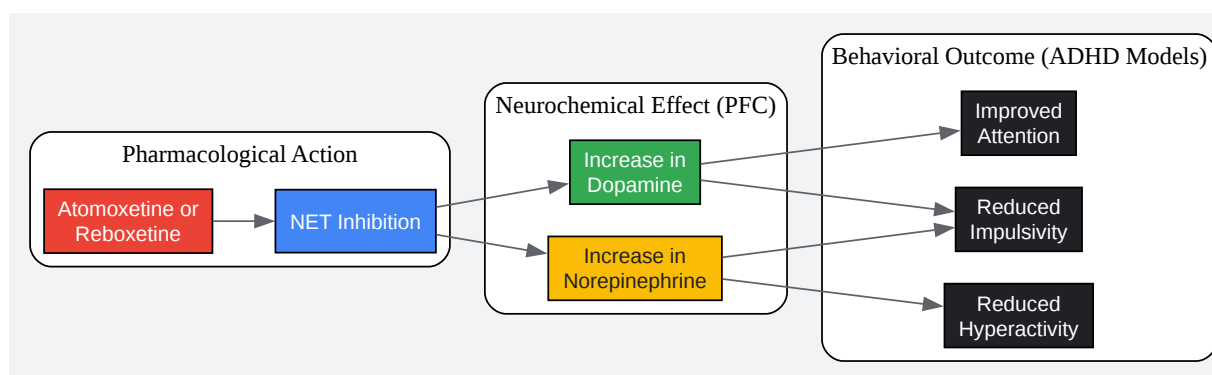 Pharmacological Action
Atomoxetine or
Reboxetine
NET Inhibition
Neurochemical Effect (PFC)
Increase in
Dopamine
Increase in
Norepinephrine
Behavioral Outcome (ADHD Models)
Improved
Attention
Reduced
Impulsivity
Reduced
Hyperactivity